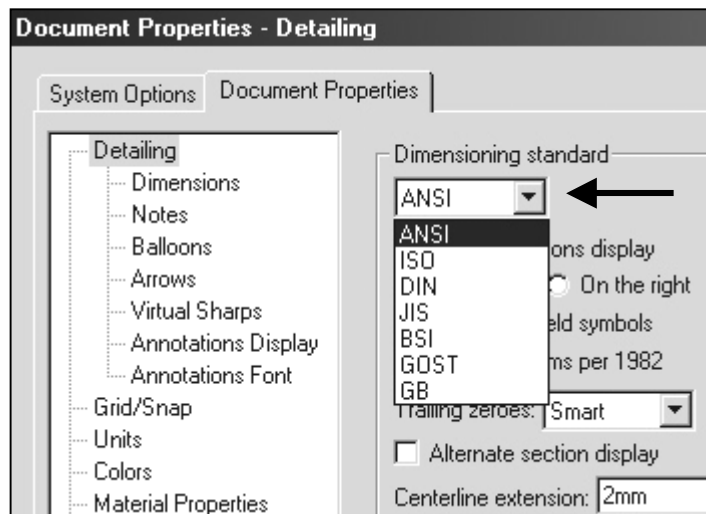 Document Properties - Detailing
System Options
Document Properties
Detailing
Dimensions
Notes
Balloons
Arrows
Virtual Sharps
Annotations Display
Annotations Font
Grid/Snap
Units
Colors
Material Properties
Dimensioning standard
ANSI
ANSI
ISO
DIN
JIS
BSI
GOST
GB
ons display
On the right
eld symbols
ms per 1982
Trailing zeroes: Smart
Alternate section display
Centerline extension: 2mm